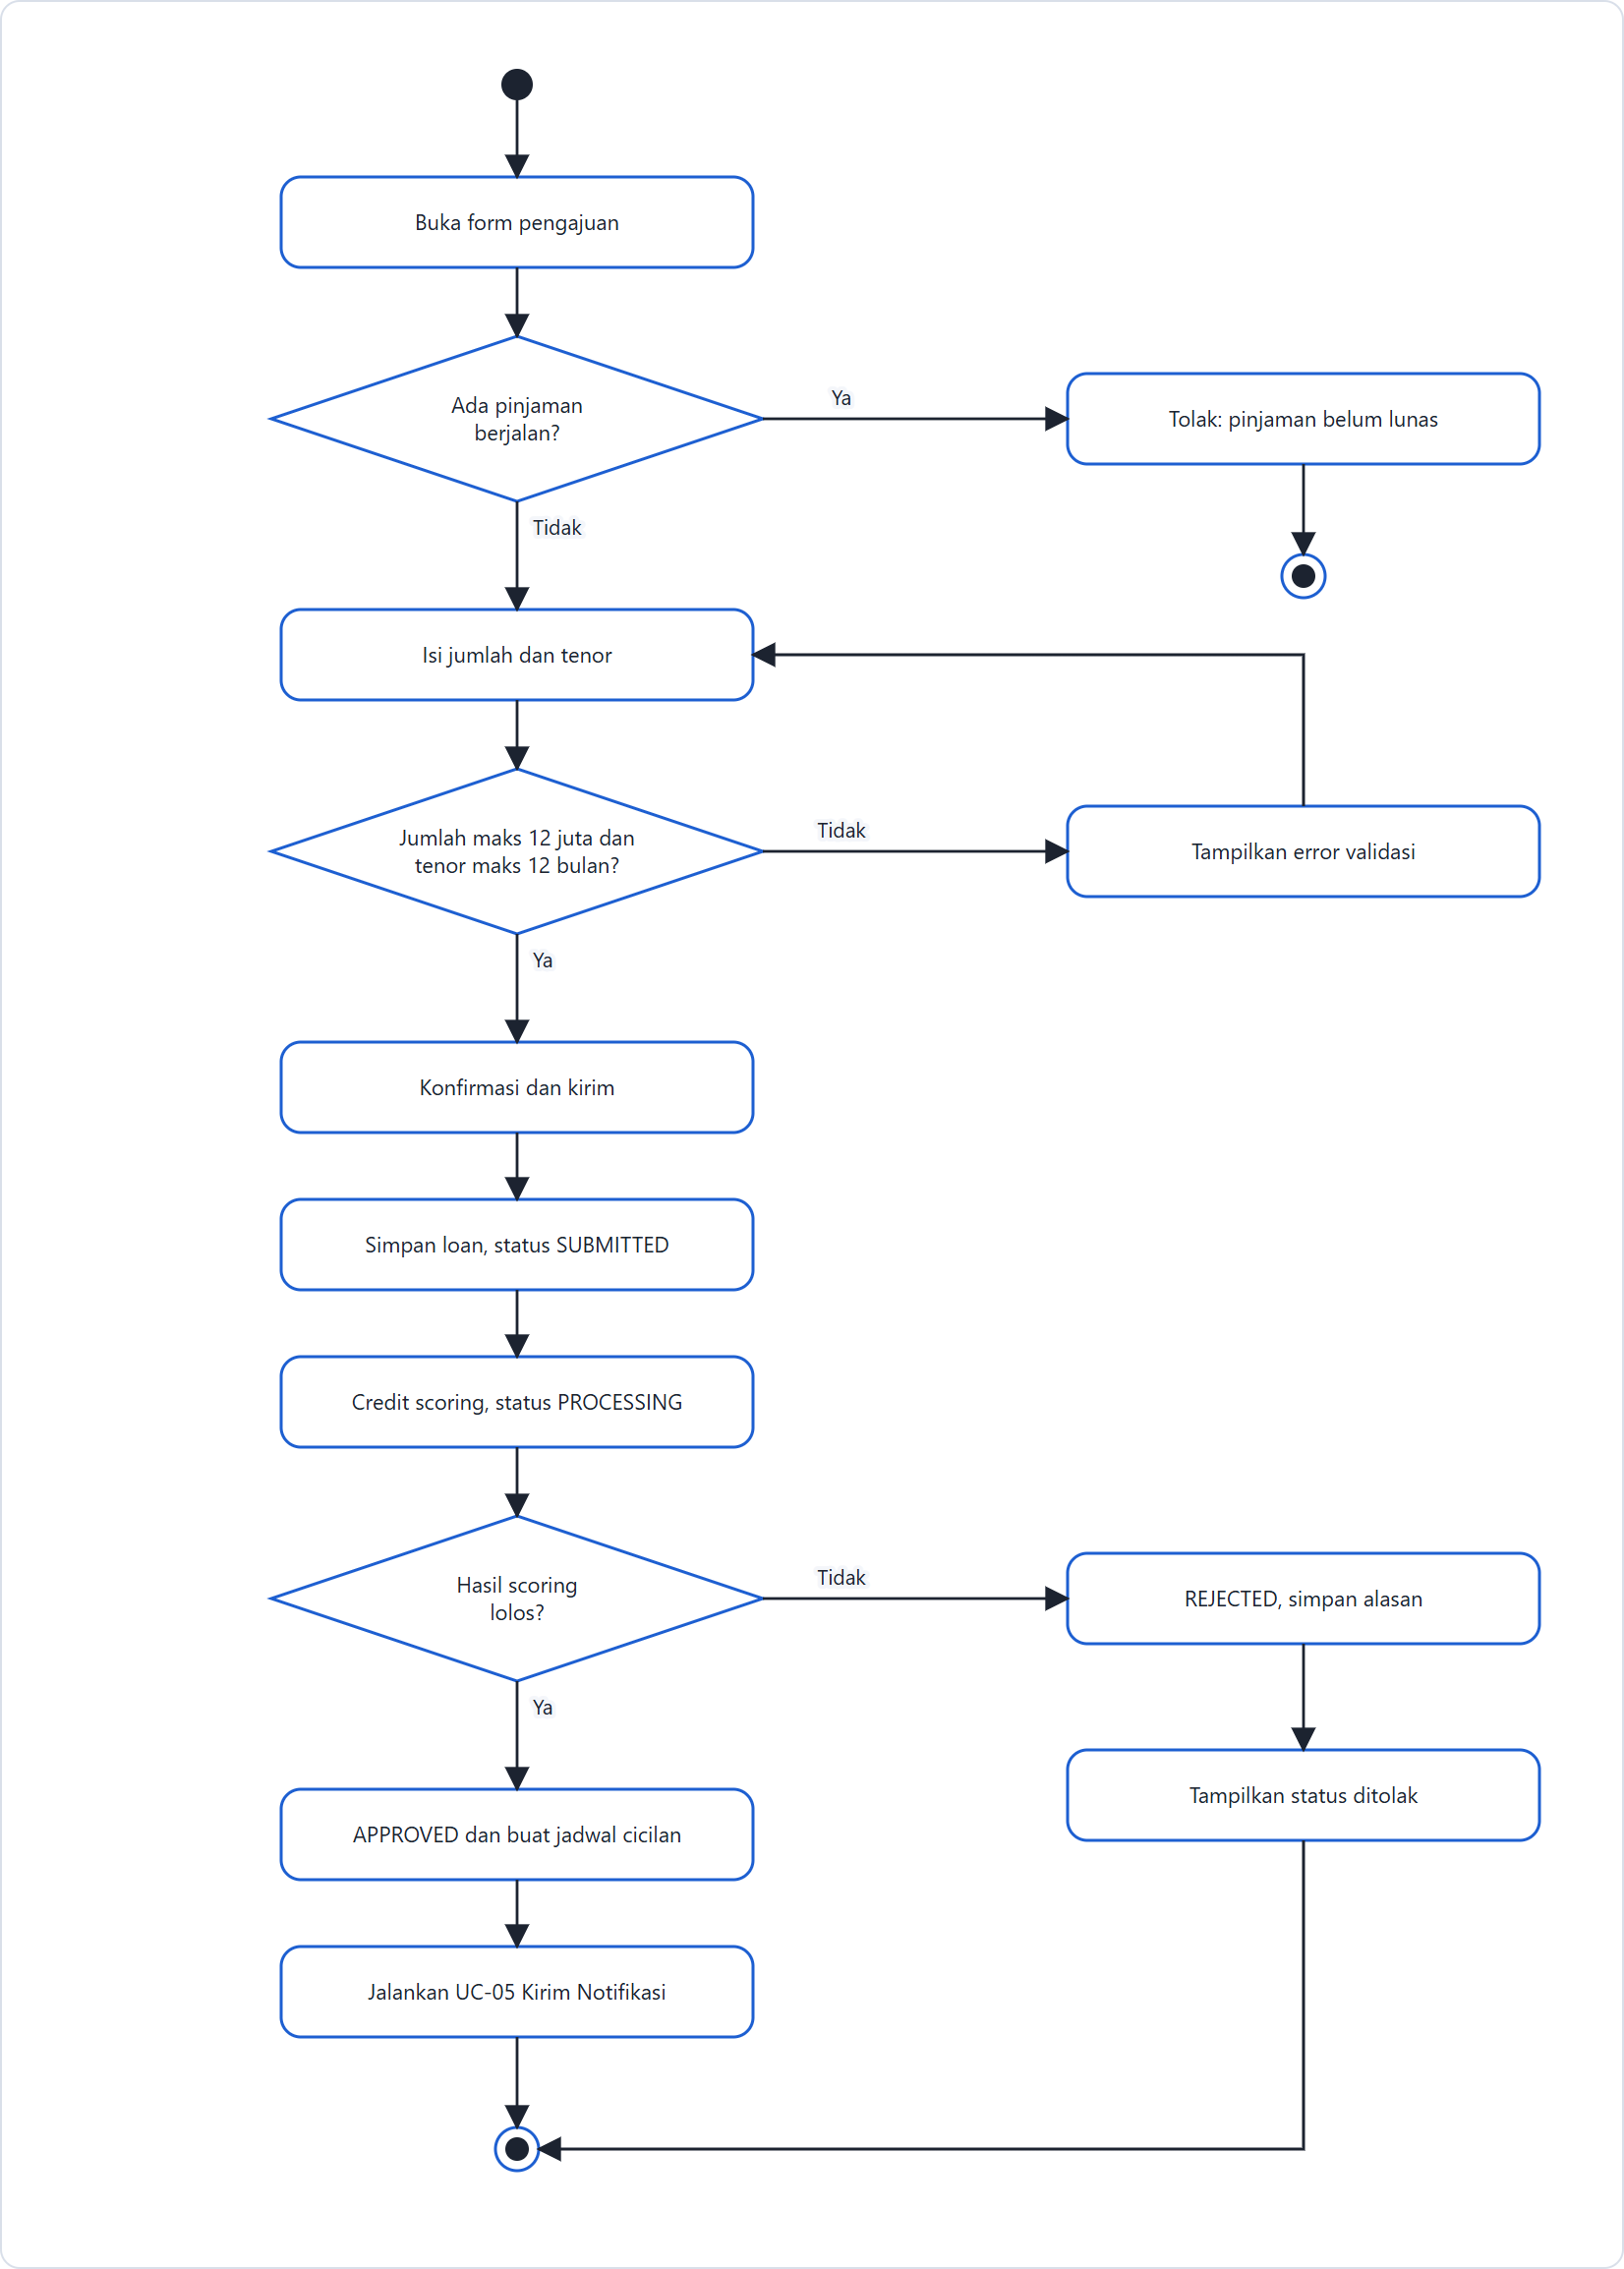 Buka form pengajuan
Ada pinjaman
berjalan?
Ya
Tolak: pinjaman belum lunas
Tidak
Isi jumlah dan tenor
Jumlah maks 12 juta dan
tenor maks 12 bulan?
Tidak
Tampilkan error validasi
Ya
Konfirmasi dan kirim
Simpan loan, status SUBMITTED
Credit scoring, status PROCESSING
Hasil scoring
lolos?
Tidak
REJECTED, simpan alasan
Ya
Tampilkan status ditolak
APPROVED dan buat jadwal cicilan
Jalankan UC-05 Kirim Notifikasi